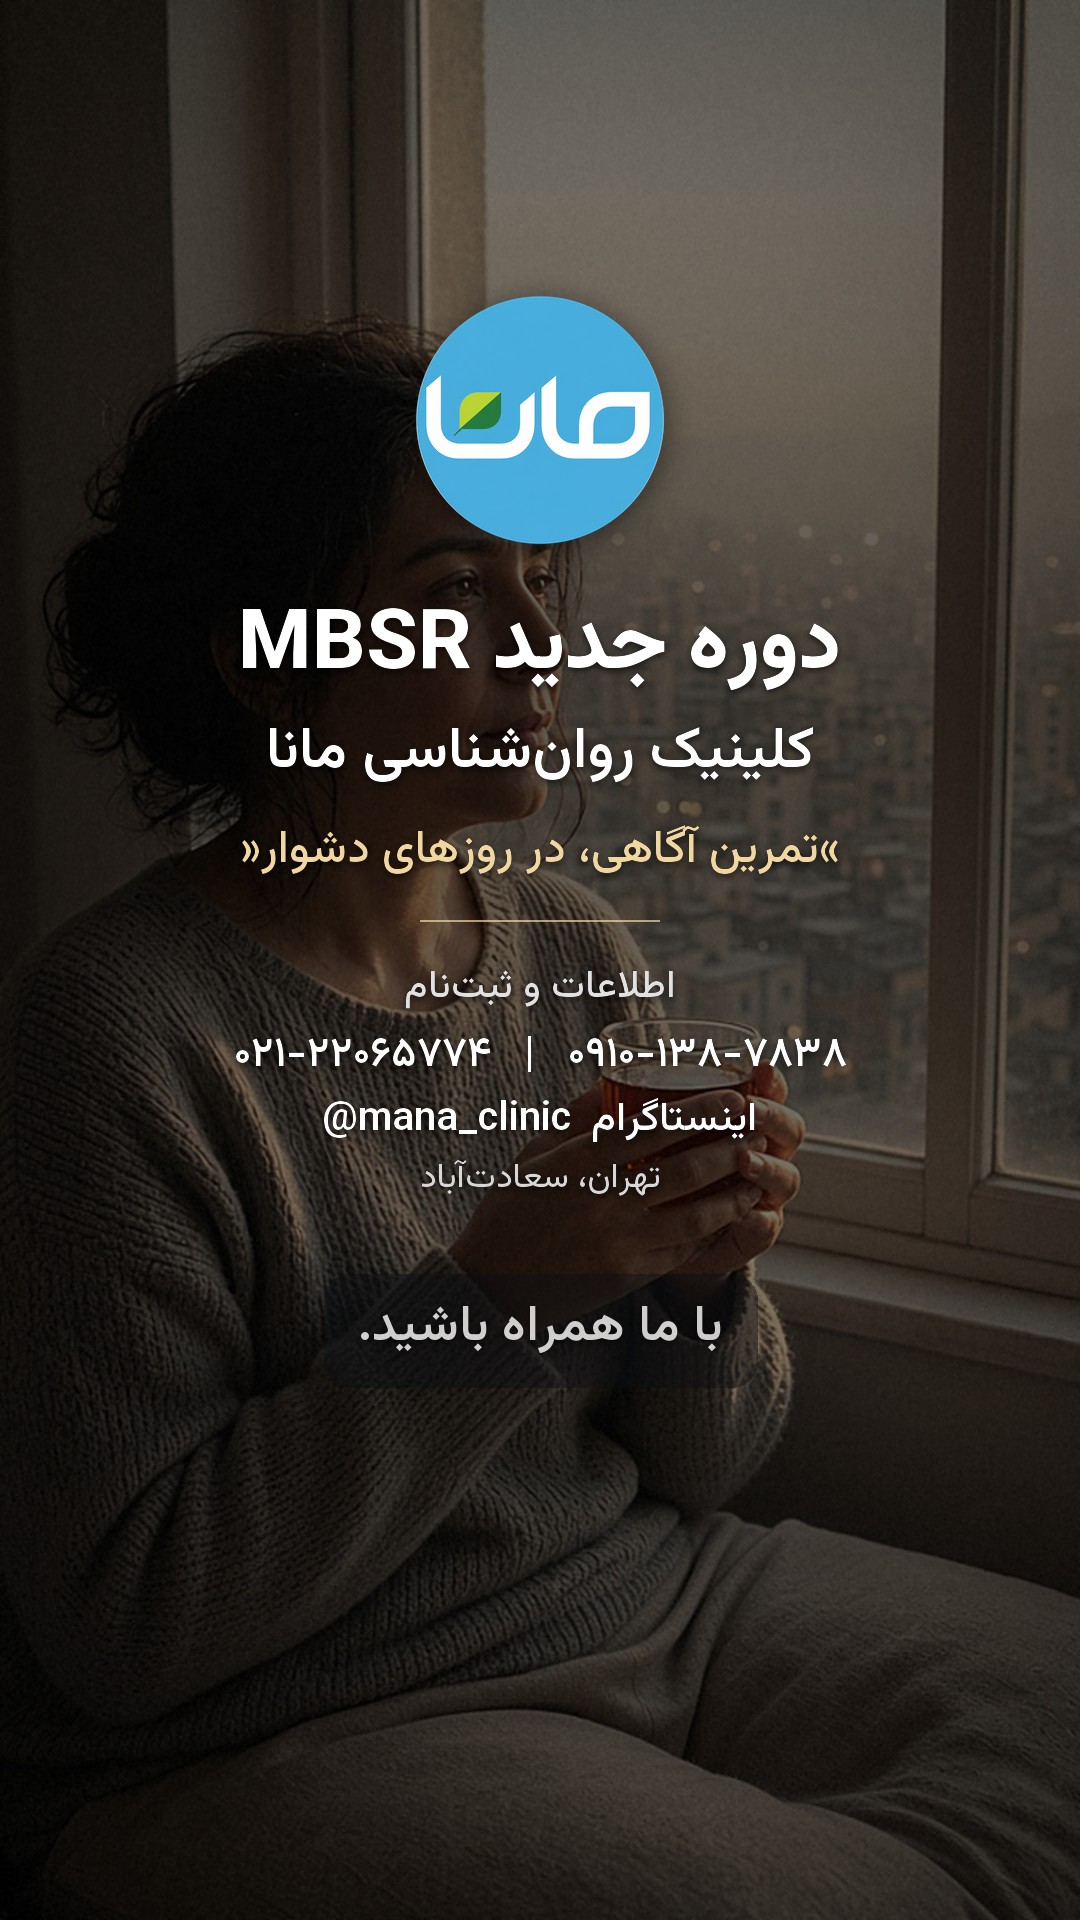 مانا
دوره جدید MBSR
کلینیک روان‌شناسی مانا
»تمرین آگاهی، در روزهای دشوار«
اطلاعات و ثبت‌نام
۰۹۱۰-۱۳۸-۷۸۳۸ | ۰۲۱-۲۲۰۶۵۷۷۴
اینستاگرام @mana_clinic
تهران، سعادت‌آباد
با ما همراه باشید.